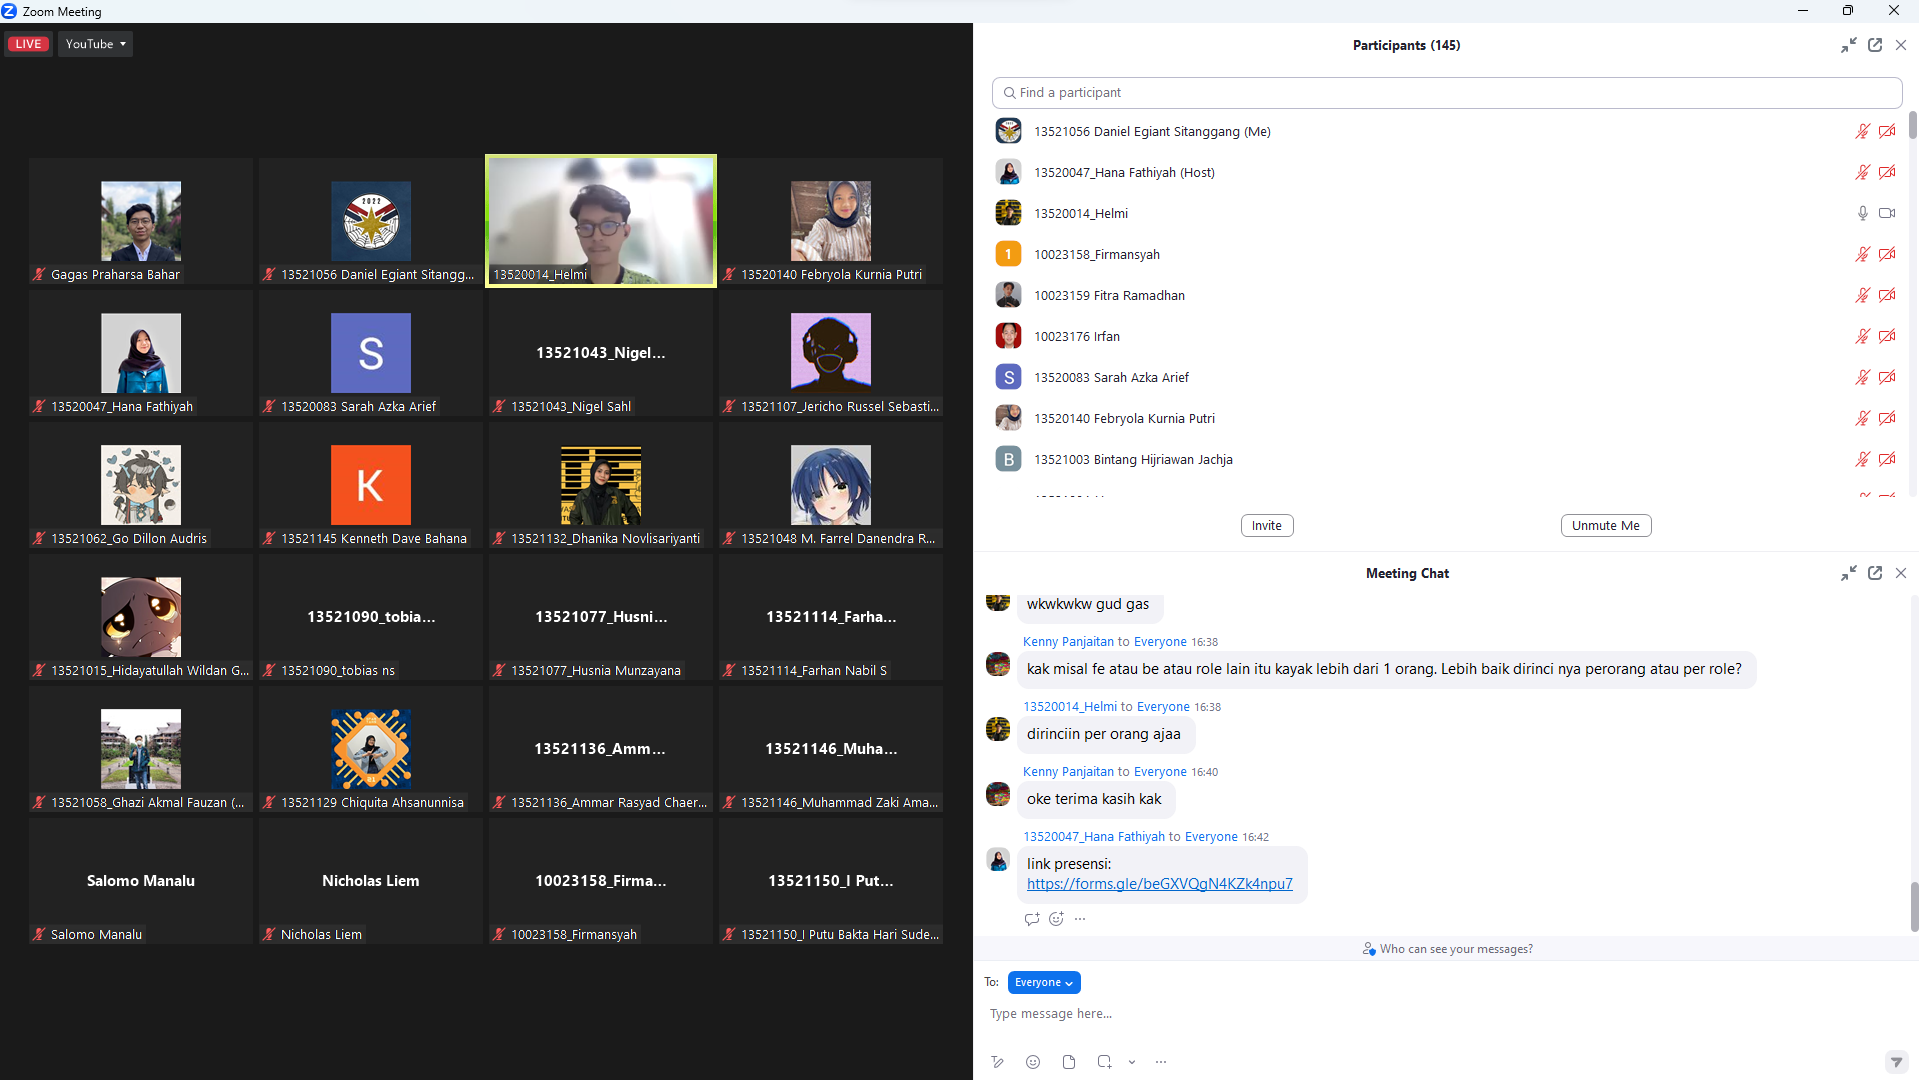 Zoom Meeting
LIVE
YouTube
Gagas Praharsa Bahar
2022
13521056 Daniel Egiant Sitangg...
13520014_Helmi
13520140 Febryola Kurnia Putri
13520047_Hana Fathiyah
S
13520083 Sarah Azka Arief
13521043_Nigel...
13521043_Nigel Sahl
13521107_Jericho Russel Sebasti...
13521062_Go Dillon Audris
K
13521145 Kenneth Dave Bahana
13521132_Dhanika Novlisariyanti
13521048 M. Farrel Danendra R...
13521015_Hidayatullah Wildan G...
13521090_tobia...
13521090_tobias ns
13521077_Husni...
13521077_Husnia Munzayana
13521114_Farha...
13521114_Farhan Nabil S
13521058_Ghazi Akmal Fauzan (...
01
13521129 Chiquita Ahsanunnisa
13521136_Amm...
13521136_Ammar Rasyad Chaer...
13521146_Muha...
13521146_Muhammad Zaki Ama...
Salomo Manalu
Salomo Manalu
Nicholas Liem
Nicholas Liem
10023158_Firma...
10023158_Firmansyah
13521150_I Put...
13521150_I Putu Bakta Hari Sude...
Participants (145)
Find a participant
13521056 Daniel Egiant Sitanggang (Me)
13520047_Hana Fathiyah (Host)
13520014_Helmi
1
10023158_Firmansyah
10023159 Fitra Ramadhan
10023176 Irfan
S
13520083 Sarah Azka Arief
13520140 Febryola Kurnia Putri
B
13521003 Bintang Hijriawan Jachja
Invite
Unmute Me
Meeting Chat
wkwkwkw gud gas
Kenny Panjaitan to Everyone 16:38
kak misal fe atau be atau role lain itu kayak lebih dari 1 orang. Lebih baik dirinci nya perorang atau per role?
13520014_Helmi to Everyone 16:38
dirinciin per orang ajaa
Kenny Panjaitan to Everyone 16:40
oke terima kasih kak
13520047_Hana Fathiyah to Everyone 16:42
link presensi:
https://forms.gle/beGXVQgN4KZk4npu7
Who can see your messages?
To: Everyone
Type message here...